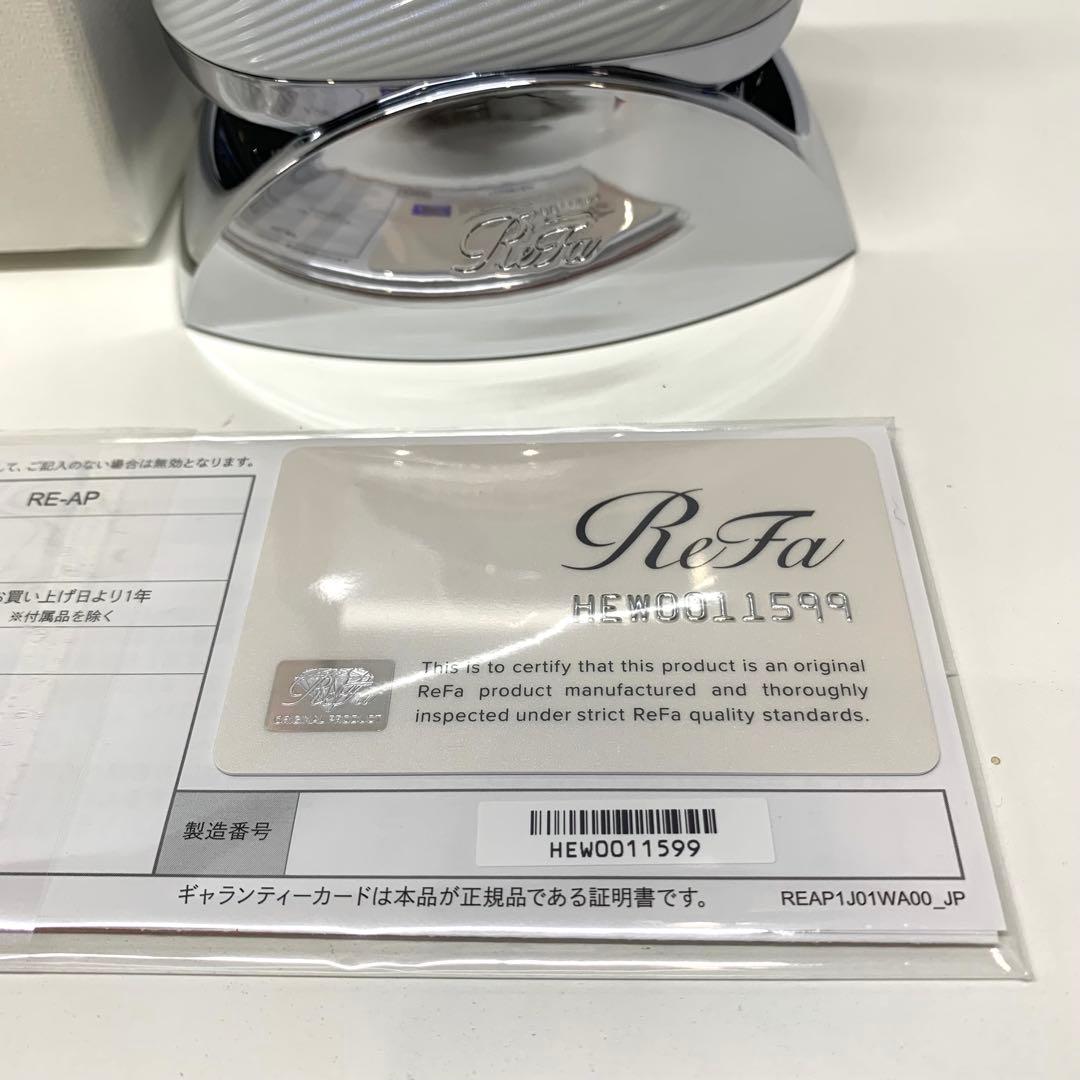 ReFa
して、ご記入のない場合は無効となります。
RE-AP
お買い上げ日より1年
※付属品を除く
ReFa
HEW0011599
This is to certify that this product is an original
ReFa product manufactured and thoroughly
inspected under strict ReFa quality standards.
ReFa
ORIGINAL PRODUCT
製造番号
HEW0011599
ギャランティーカードは本品が正規品である証明書です。
REAP1J01WA00_JP